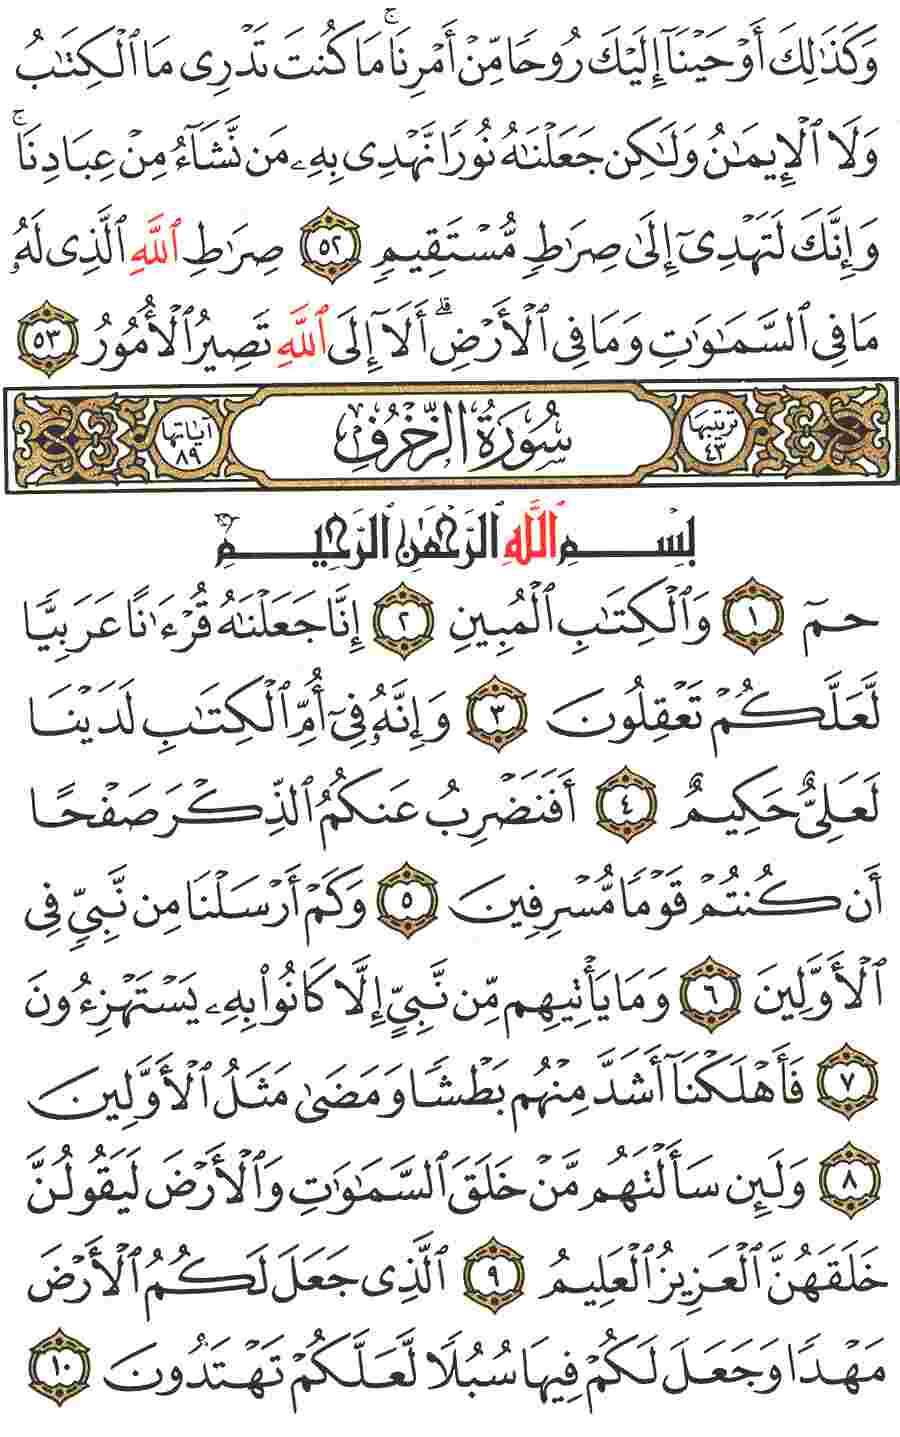 وَكَذَٰلِكَ أَوْحَيْنَآ إِلَيْكَ رُوحًا مِّنْ أَمْرِنَا ۚ مَا كُنتَ تَدْرِى مَا ٱلْكِتَٰبُ
وَلَا ٱلْإِيمَٰنُ وَلَٰكِن جَعَلْنَٰهُ نُورًا نَّهْدِى بِهِۦ مَن نَّشَآءُ مِنْ عِبَادِنَا ۚ
وَإِنَّكَ لَتَهْدِىٓ إِلَىٰ صِرَٰطٍ مُّسْتَقِيمٍ ٥٢ صِرَٰطِ ٱللَّهِ ٱلَّذِى لَهُۥ
مَا فِى ٱلسَّمَٰوَٰتِ وَمَا فِى ٱلْأَرْضِ ۗ أَلَآ إِلَى ٱللَّهِ تَصِيرُ ٱلْأُمُورُ ٥٣
ترتيبها ٤٣ سُورَةُ الزُّخْرُفِ آياتها ٨٩
بِسْمِ ٱللَّهِ ٱلرَّحْمَٰنِ ٱلرَّحِيمِ
حمٓ ١ وَٱلْكِتَٰبِ ٱلْمُبِينِ ٢ إِنَّا جَعَلْنَٰهُ قُرْءَٰنًا عَرَبِيًّا
لَّعَلَّكُمْ تَعْقِلُونَ ٣ وَإِنَّهُۥ فِىٓ أُمِّ ٱلْكِتَٰبِ لَدَيْنَا
لَعَلِىٌّ حَكِيمٌ ٤ أَفَنَضْرِبُ عَنكُمُ ٱلذِّكْرَ صَفْحًا
أَن كُنتُمْ قَوْمًا مُّسْرِفِينَ ٥ وَكَمْ أَرْسَلْنَا مِن نَّبِىٍّ فِى
ٱلْأَوَّلِينَ ٦ وَمَا يَأْتِيهِم مِّن نَّبِىٍّ إِلَّا كَانُوا۟ بِهِۦ يَسْتَهْزِءُونَ
٧ فَأَهْلَكْنَآ أَشَدَّ مِنْهُم بَطْشًا وَمَضَىٰ مَثَلُ ٱلْأَوَّلِينَ
٨ وَلَئِن سَأَلْتَهُم مَّنْ خَلَقَ ٱلسَّمَٰوَٰتِ وَٱلْأَرْضَ لَيَقُولُنَّ
خَلَقَهُنَّ ٱلْعَزِيزُ ٱلْعَلِيمُ ٩ ٱلَّذِى جَعَلَ لَكُمُ ٱلْأَرْضَ
مَهْدًا وَجَعَلَ لَكُمْ فِيهَا سُبُلًا لَّعَلَّكُمْ تَهْتَدُونَ ١٠